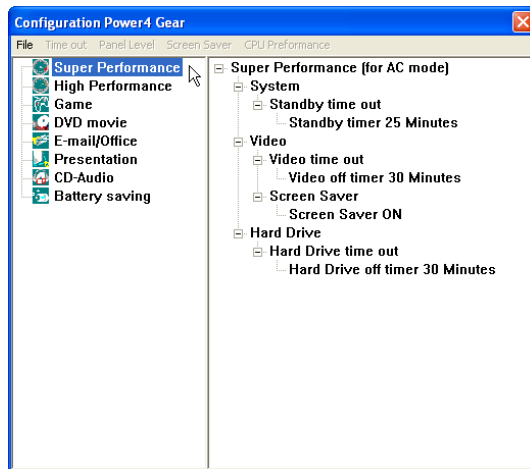 Configuration Power4 Gear
File Time out Panel Level Screen Saver CPU Preformance
Super Performance
High Performance
Game
DVD movie
E-mail/Office
Presentation
CD-Audio
Battery saving
Super Performance (for AC mode)
System
Standby time out
Standby timer 25 Minutes
Video
Video time out
Video off timer 30 Minutes
Screen Saver
Screen Saver ON
Hard Drive
Hard Drive time out
Hard Drive off timer 30 Minutes